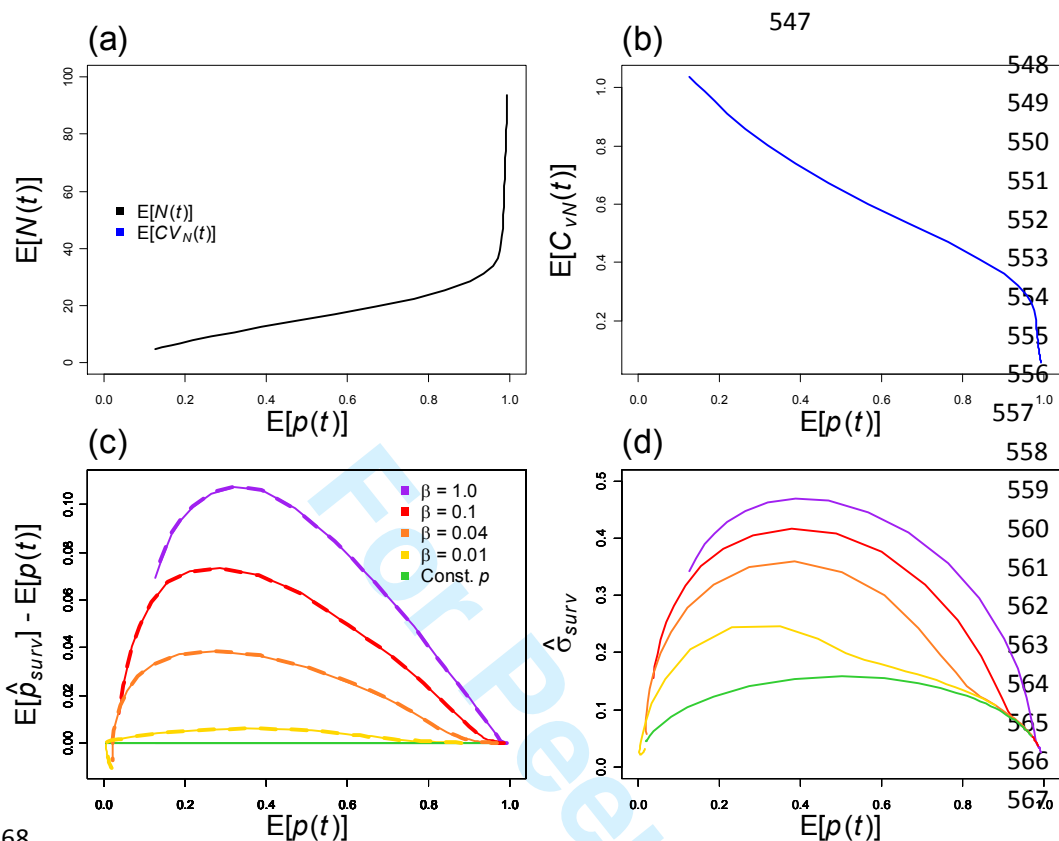 547
(a)
E[N(t)]
100
80
60
40
20
0
E[N(t)]
E[CV_N(t)]
0.0 0.2 0.4 0.6 0.8 1.0
E[p(t)]
(b)
E[C_vN(t)]
1.0
0.8
0.6
0.4
0.2
0.0 0.2 0.4 0.6 0.8 1.0
E[p(t)]
548
549
550
551
552
553
554
555
556
557
558
559
560
561
562
563
564
565
566
567
(c)
E[p̂_surv] - E[p(t)]
0.10
0.08
0.06
0.04
0.02
0.00
β = 1.0
β = 0.1
β = 0.04
β = 0.01
Const. p
0.0 0.2 0.4 0.6 0.8 1.0
E[p(t)]
(d)
σ̂_surv
0.5
0.4
0.3
0.2
0.1
0.0
0.0 0.2 0.4 0.6 0.8 1.0
E[p(t)]
68
For Peer